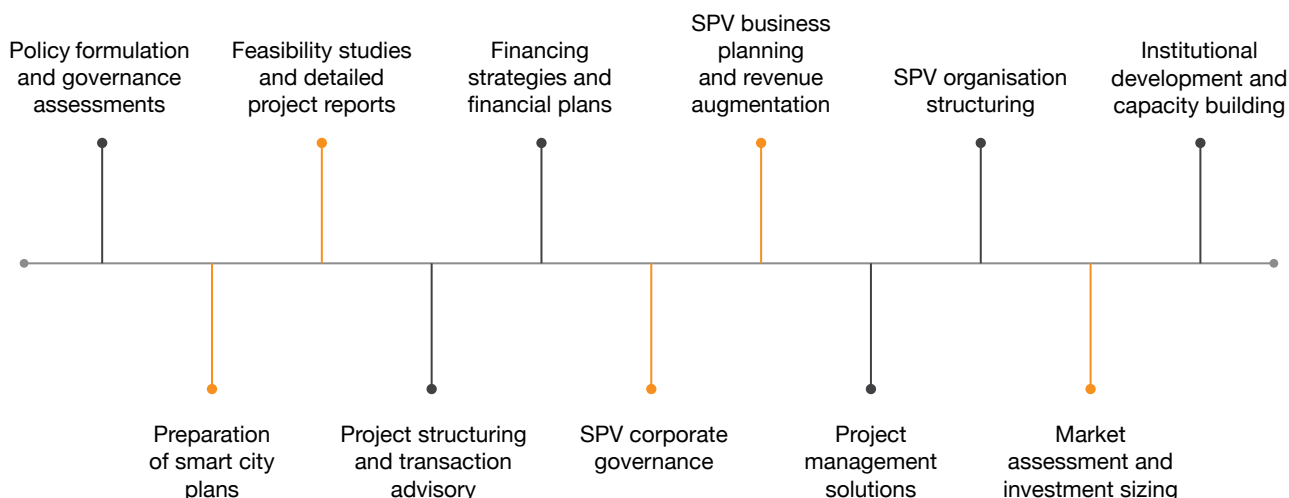 Policy formulation
and governance
assessments
Feasibility studies
and detailed
project reports
Financing
strategies and
financial plans
SPV business
planning
and revenue
augmentation
SPV organisation
structuring
Institutional
development and
capacity building
Preparation
of smart city
plans
Project structuring
and transaction
advisory
SPV corporate
governance
Project
management
solutions
Market
assessment and
investment sizing